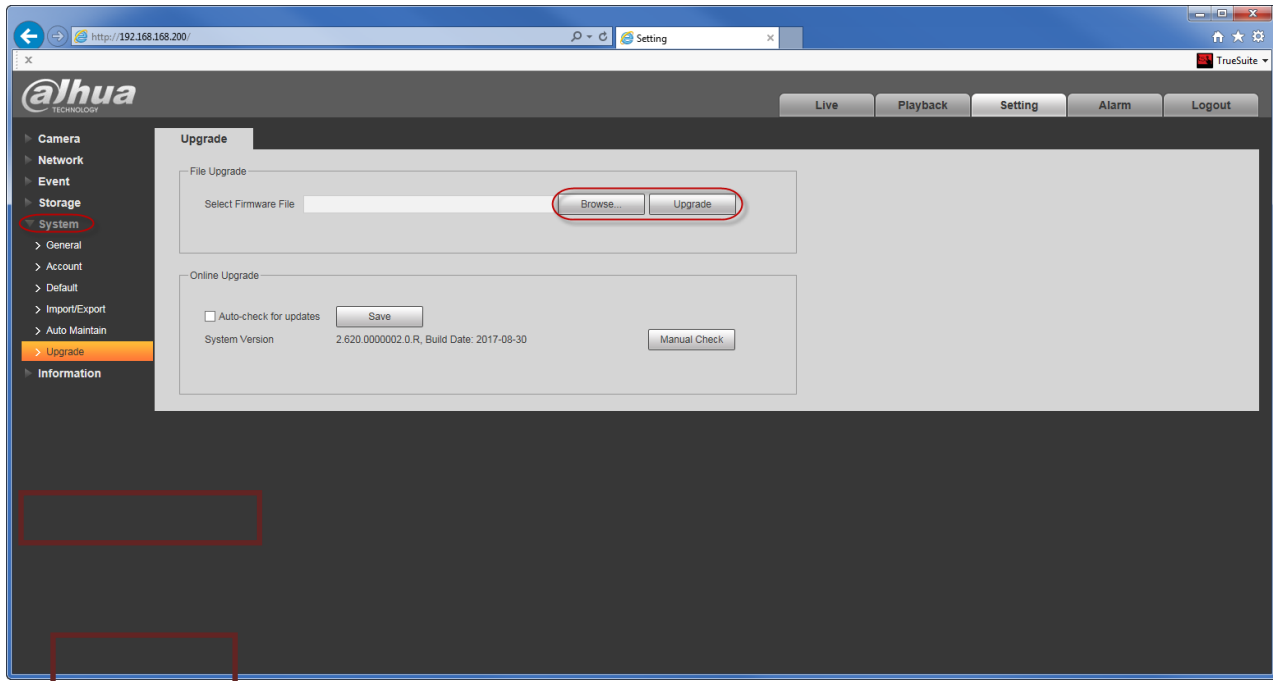 http://192.168.168.200/
Setting
x
TrueSuite
alhua
TECHNOLOGY
Live Playback Setting Alarm Logout
Camera
Network
Event
Storage
System
General
Account
Default
Import/Export
Auto Maintain
Upgrade
Information
Upgrade
File Upgrade
Select Firmware File Browse... Upgrade
Online Upgrade
Auto-check for updates Save
System Version 2.620.0000002.0.R, Build Date: 2017-08-30 Manual Check